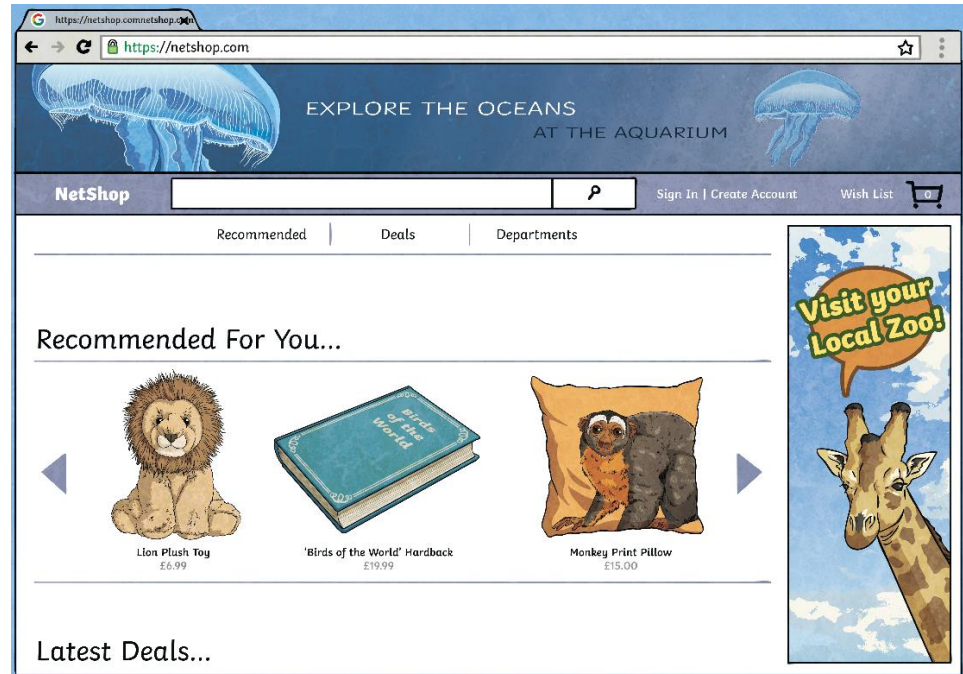 https://netshop.comnetshop.com
https://netshop.com
EXPLORE THE OCEANS
AT THE AQUARIUM
NetShop
Sign In | Create Account
Wish List
0
Recommended
Deals
Departments
Visit your
Local Zoo!
Recommended For You...
Birds
of the
World
Lion Plush Toy
£6.99
'Birds of the World' Hardback
£19.99
Monkey Print Pillow
£15.00
Latest Deals...